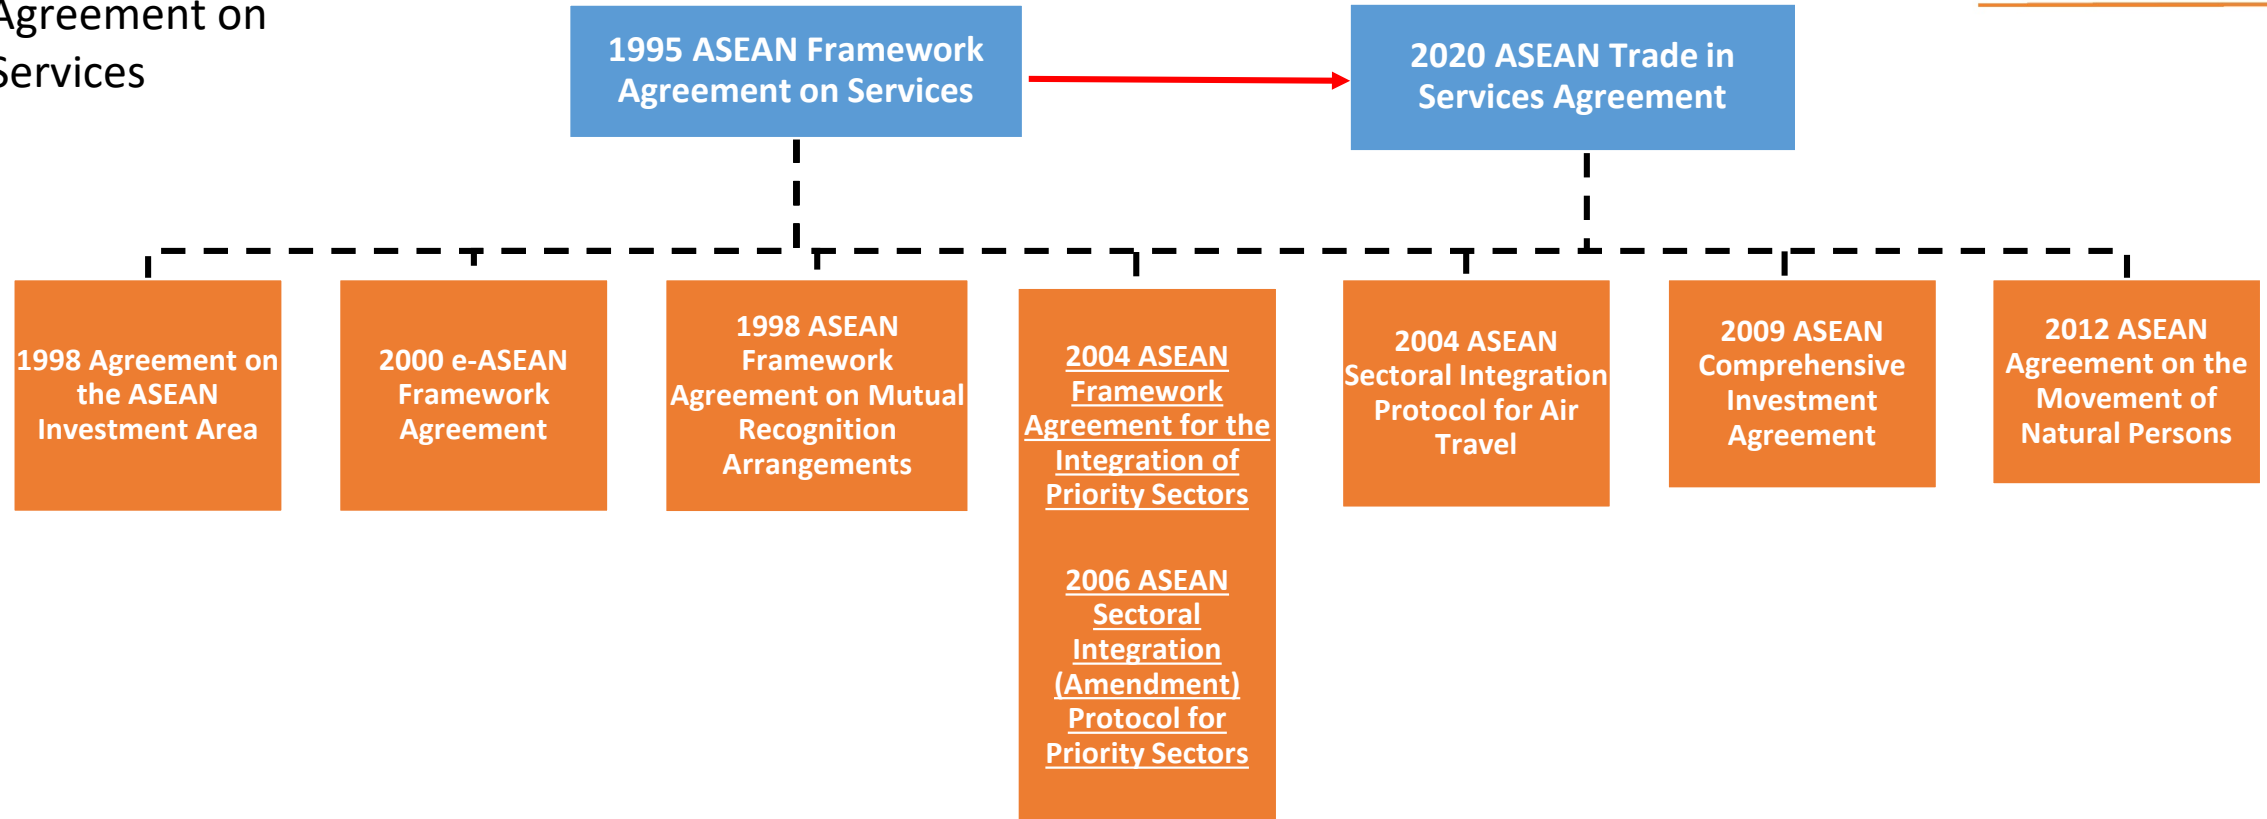 Agreement on
Services
1995 ASEAN Framework
Agreement on Services
2020 ASEAN Trade in
Services Agreement
1998 Agreement on
the ASEAN
Investment Area
2000 e-ASEAN
Framework
Agreement
1998 ASEAN
Framework
Agreement on Mutual
Recognition
Arrangements
2004 ASEAN
Framework
Agreement for the
Integration of
Priority Sectors
2006 ASEAN
Sectoral
Integration
(Amendment)
Protocol for
Priority Sectors
2004 ASEAN
Sectoral Integration
Protocol for Air
Travel
2009 ASEAN
Comprehensive
Investment
Agreement
2012 ASEAN
Agreement on the
Movement of
Natural Persons